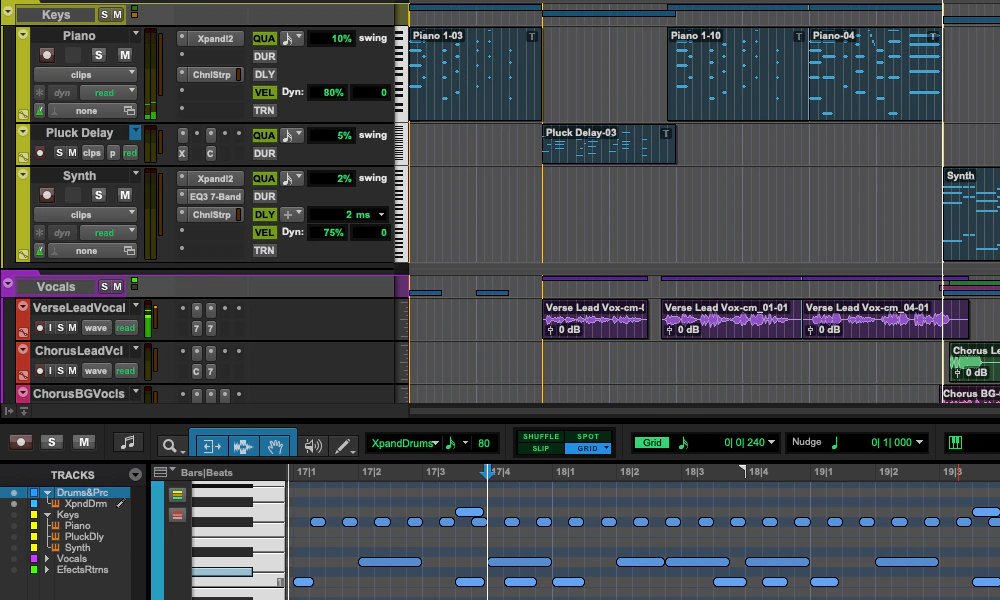 Keys S M
Piano
S M
clips
dyn read
none
Xpand!2
ChnlStrp
QUA 10% swing
DUR
DLY
VEL Dyn: 80% 0
TRN
Piano 1-03 T
Piano 1-10 T
Piano-04 T
Pluck Delay
S M clips p red
X C
QUA 5% swing
DUR
Pluck Delay-03 T
Synth
S M
clips
dyn read
none
Xpand!2
EQ3 7-Band
ChnlStrp
QUA 2% swing
DUR
DLY 2 ms
VEL Dyn: 75% 0
TRN
Synth
Vocals S M
VerseLeadVocal
I S M wave read
7 7
Verse Lead Vox-cm-
0 dB
Verse Lead Vox-cm_01-01
0 dB
Verse Lead Vox-cm_04-01
0 dB
ChorusLeadVcl
I S M wave read
C 7
Chorus Le
0 dB
ChorusBGVocls
Chorus BG-
S M
XpandDrums 80
SHUFFLE SPOT
SLIP GRID
Grid 0| 0| 240
Nudge 0| 1| 000
TRACKS
Drums&Prc
XpndDrm
Keys
Piano
PluckDly
Synth
Vocals
EfectsRtrns
Bars|Beats
17|1 17|2 17|3 17|4 18|1 18|2 18|3 18|4 19|1 19|2 19|3
1